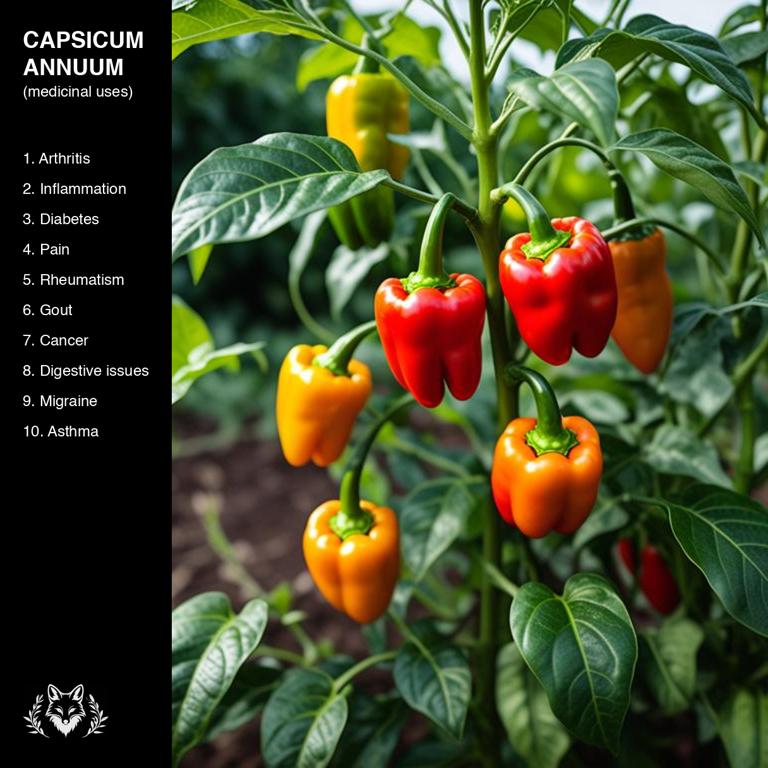 CAPSICUM
ANNUUM
(medicinal uses)
1. Arthritis
2. Inflammation
3. Diabetes
4. Pain
5. Rheumatism
6. Gout
7. Cancer
8. Digestive issues
9. Migraine
10. Asthma